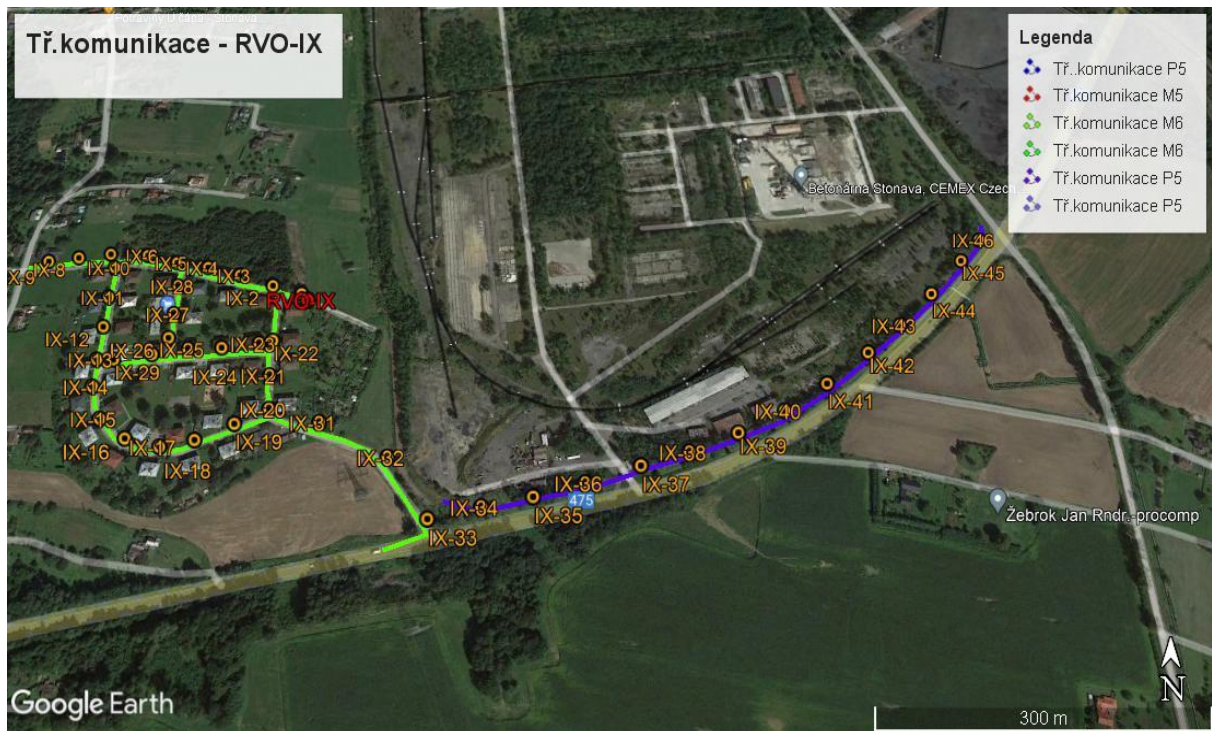 Potraviny U čápa - Stonava
Tř.komunikace - RVO-IX
Legenda
Tř..komunikace P5
Tř.komunikace M5
Tř.komunikace M6
Tř.komunikace M6
Tř.komunikace P5
Tř.komunikace P5
Betonárna Stonava, CEMEX Czech...
IX-46
IX-45
IX-44
IX-43
IX-42
IX-41
IX-40
IX-39
IX-38
IX-37
IX-36
475
IX-35
IX-34
IX-33
IX-32
IX-31
X-9
IX-8
IX-10
IX-6
IX-5
IX-4
IX-3
IX-2
RVO-IX
IX-11
IX-28
IX-27
IX-12
IX-13
IX-26
IX-25
IX-23
IX-22
IX-29
IX-24
IX-21
IX-14
IX-15
IX-20
IX-16
IX-17
IX-19
IX-18
Žebrok Jan Rndr.-procomp
Google Earth
300 m
N